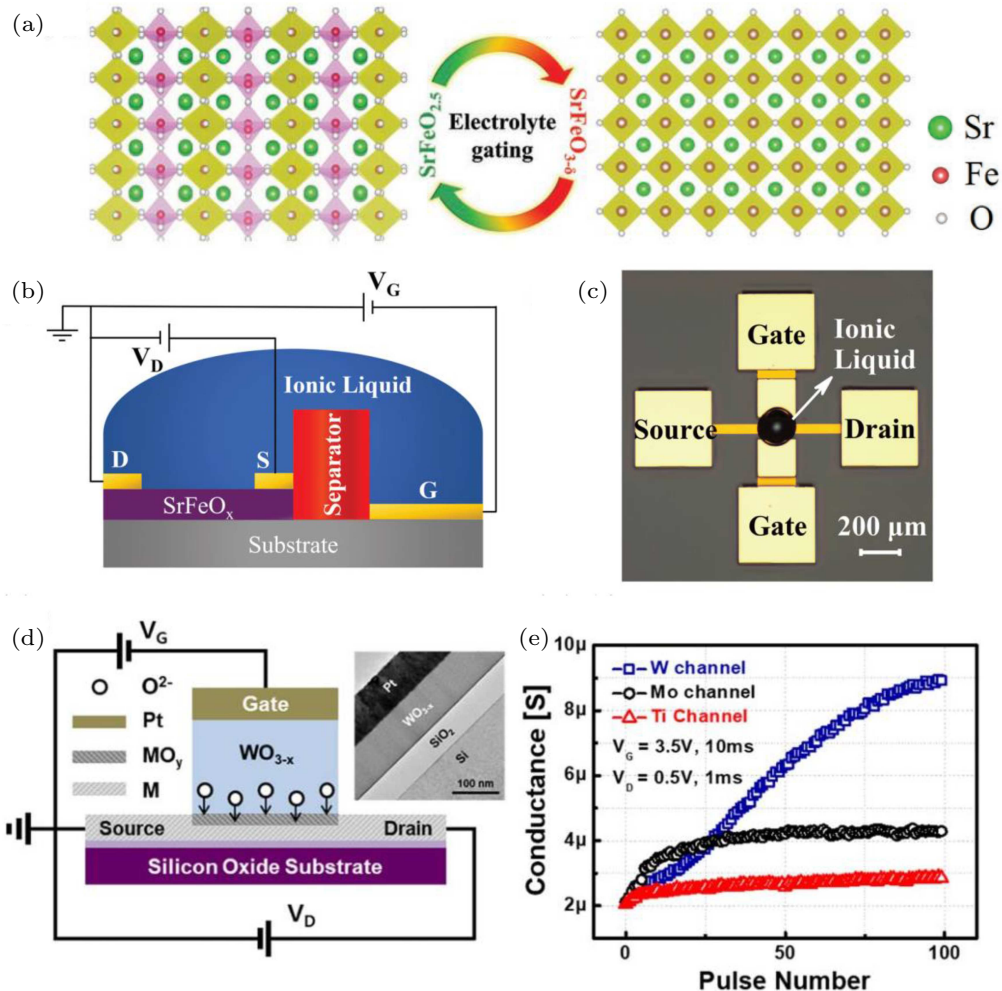 (a)
SrFeO2.5
Electrolyte
gating
SrFeO3-δ
Sr
Fe
O
(b)
VG
VD
Ionic Liquid
D
S
Separator
G
SrFeOx
Substrate
(c)
Gate
Ionic
Liquid
Source
Drain
Gate
200 μm
(d)
VG
O2-
Pt
MOy
M
Gate
WO3-x
Source
Drain
Silicon Oxide Substrate
VD
Pt
WO3-x
SiO2
Si
100 nm
(e)
Conductance [S]
10μ
8μ
6μ
4μ
2μ
W channel
Mo channel
Ti Channel
VG = 3.5V, 10ms
VD = 0.5V, 1ms
0
50
100
Pulse Number